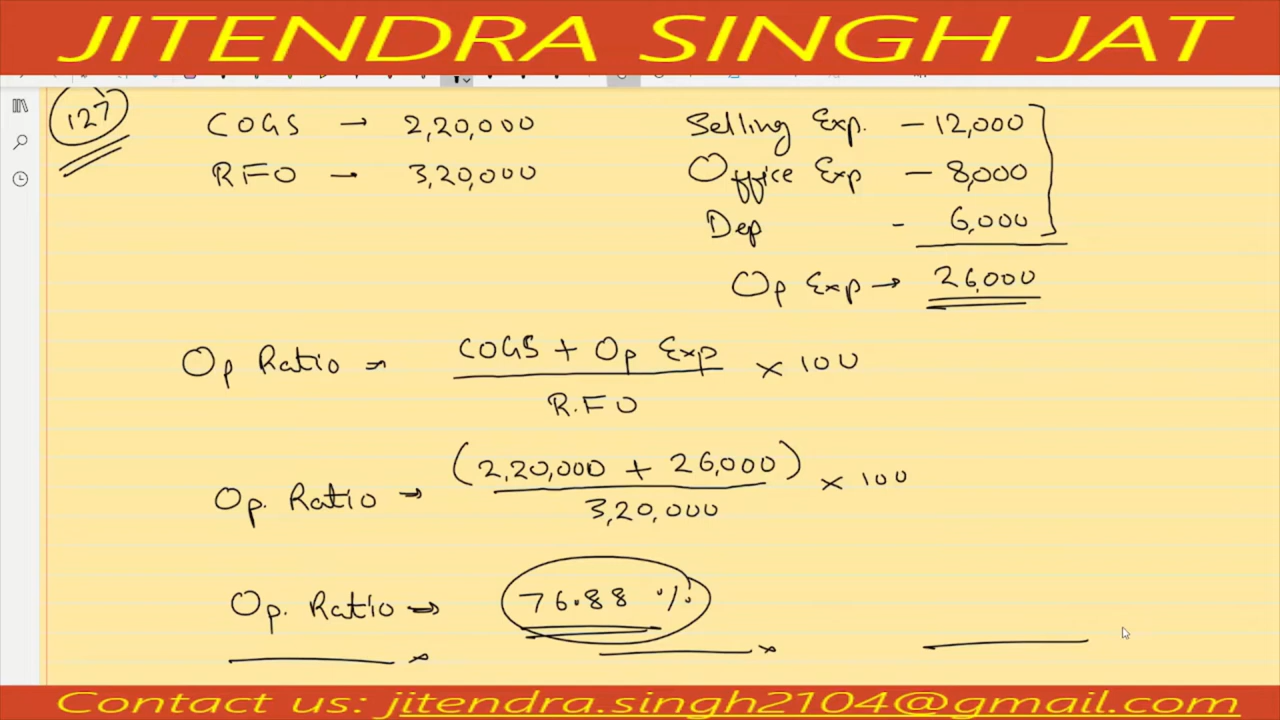 JITENDRA SINGH JAT
127
COGS → 2,20,000
RFO → 3,20,000
Selling Exp. - 12,000
Office Exp - 8,000
Dep - 6,000
Op Exp → 26,000
Op Ratio = COGS + Op Exp × 100
R.F O
Op. Ratio → (2,20,000 + 26,000) × 100
3,20,000
Op. Ratio → 76.88 %
Contact us: jitendra.singh2104@gmail.com